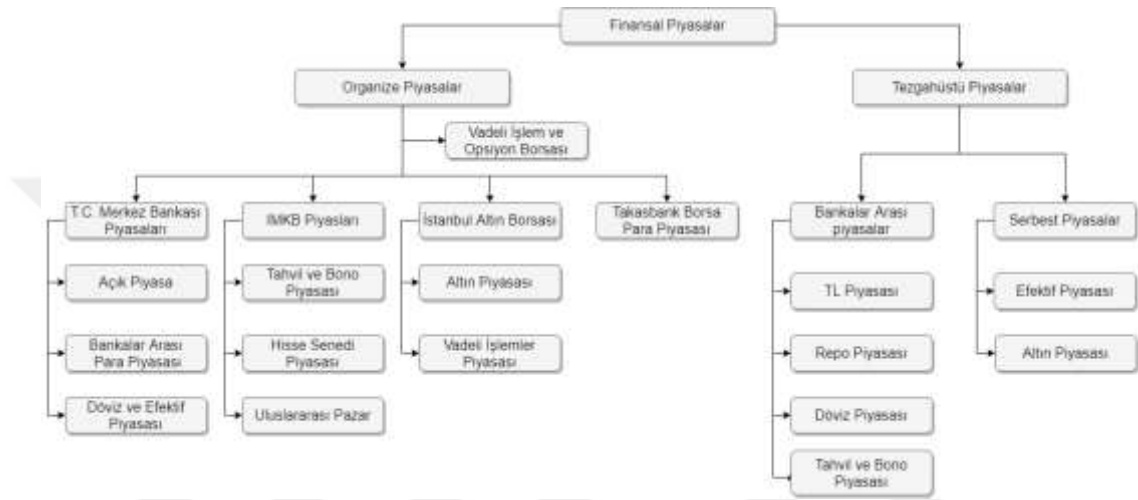 Finansal Piyasalar
Organize Piyasalar
Tezgahüstü Piyasalar
Vadeli İşlem ve
Opsiyon Borsası
T.C. Merkez Bankası
Piyasaları
IMKB Piyasları
İstanbul Altın Borsası
Takasbank Borsa
Para Piyasası
Bankalar Arası
piyasalar
Serbest Piyasalar
Açık Piyasa
Tahvil ve Bono
Piyasası
Altın Piyasası
TL Piyasası
Efektif Piyasası
Bankalar Arası
Para Piyasası
Hisse Senedi
Piyasası
Vadeli İşlemler
Piyasası
Repo Piyasası
Altın Piyasası
Döviz ve Efektif
Piyasası
Uluslararası Pazar
Döviz Piyasası
Tahvil ve Bono
Piyasası